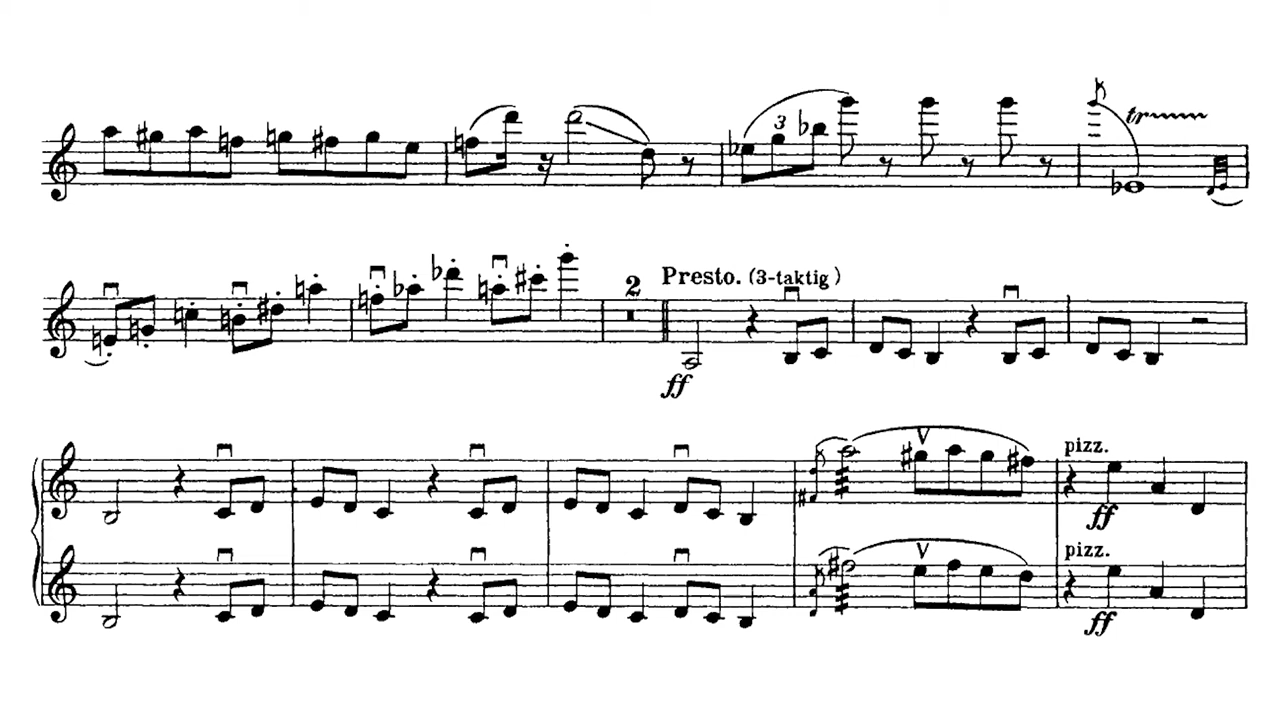 3
tr
2 Presto. (3-taktig)
ff
pizz.
ff
pizz.
ff